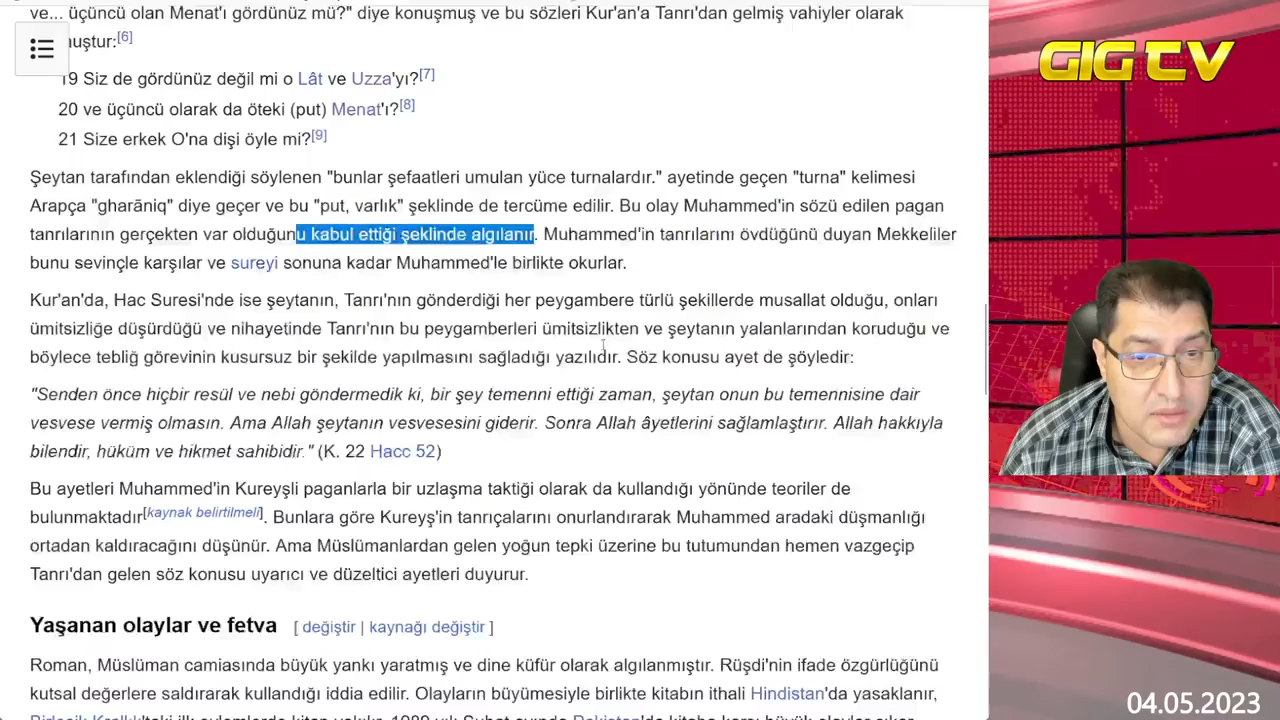 ve... üçüncü olan Menat'ı gördünüz mü?" diye konuşmuş ve bu sözleri Kur'an'a Tanrı'dan gelmiş vahiyler olarak
muştur:[6]
19 Siz de gördünüz değil mi o Lât ve Uzza'yı?[7]
20 ve üçüncü olarak da öteki (put) Menat'ı?[8]
21 Size erkek O'na dişi öyle mi?[9]
Şeytan tarafından eklendiği söylenen "bunlar şefaatleri umulan yüce turnalardır." ayetinde geçen "turna" kelimesi
Arapça "gharāniq" diye geçer ve bu "put, varlık" şeklinde de tercüme edilir. Bu olay Muhammed'in sözü edilen pagan
tanrılarının gerçekten var olduğunu kabul ettiği şeklinde algılanır. Muhammed'in tanrılarını övdüğünü duyan Mekkeliler
bunu sevinçle karşılar ve sureyi sonuna kadar Muhammed'le birlikte okurlar.
Kur'an'da, Hac Suresi'nde ise şeytanın, Tanrı'nın gönderdiği her peygambere türlü şekillerde musallat olduğu, onları
ümitsizliğe düşürdüğü ve nihayetinde Tanrı'nın bu peygamberleri ümitsizlikten ve şeytanın yalanlarından koruduğu ve
böylece tebliğ görevinin kusursuz bir şekilde yapılmasını sağladığı yazılıdır. Söz konusu ayet de şöyledir:
"Senden önce hiçbir resül ve nebi göndermedik ki, bir şey temenni ettiği zaman, şeytan onun bu temennisine dair
vesvese vermiş olmasın. Ama Allah şeytanın vesvesesini giderir. Sonra Allah âyetlerini sağlamlaştırır. Allah hakkıyla
bilendir, hüküm ve hikmet sahibidir." (K. 22 Hacc 52)
Bu ayetleri Muhammed'in Kureyşli paganlarla bir uzlaşma taktiği olarak da kullandığı yönünde teoriler de
bulunmaktadır[kaynak belirtilmeli]. Bunlara göre Kureyş'in tanrıçalarını onurlandırarak Muhammed aradaki düşmanlığı
ortadan kaldıracağını düşünür. Ama Müslümanlardan gelen yoğun tepki üzerine bu tutumundan hemen vazgeçip
Tanrı'dan gelen söz konusu uyarıcı ve düzeltici ayetleri duyurur.
Yaşanan olaylar ve fetva [ değiştir | kaynağı değiştir ]
Roman, Müslüman camiasında büyük yankı yaratmış ve dine küfür olarak algılanmıştır. Rüşdi'nin ifade özgürlüğünü
kutsal değerlere saldırarak kullandığı iddia edilir. Olayların büyümesiyle birlikte kitabın ithali Hindistan'da yasaklanır,
GIG TV
04.05.2023